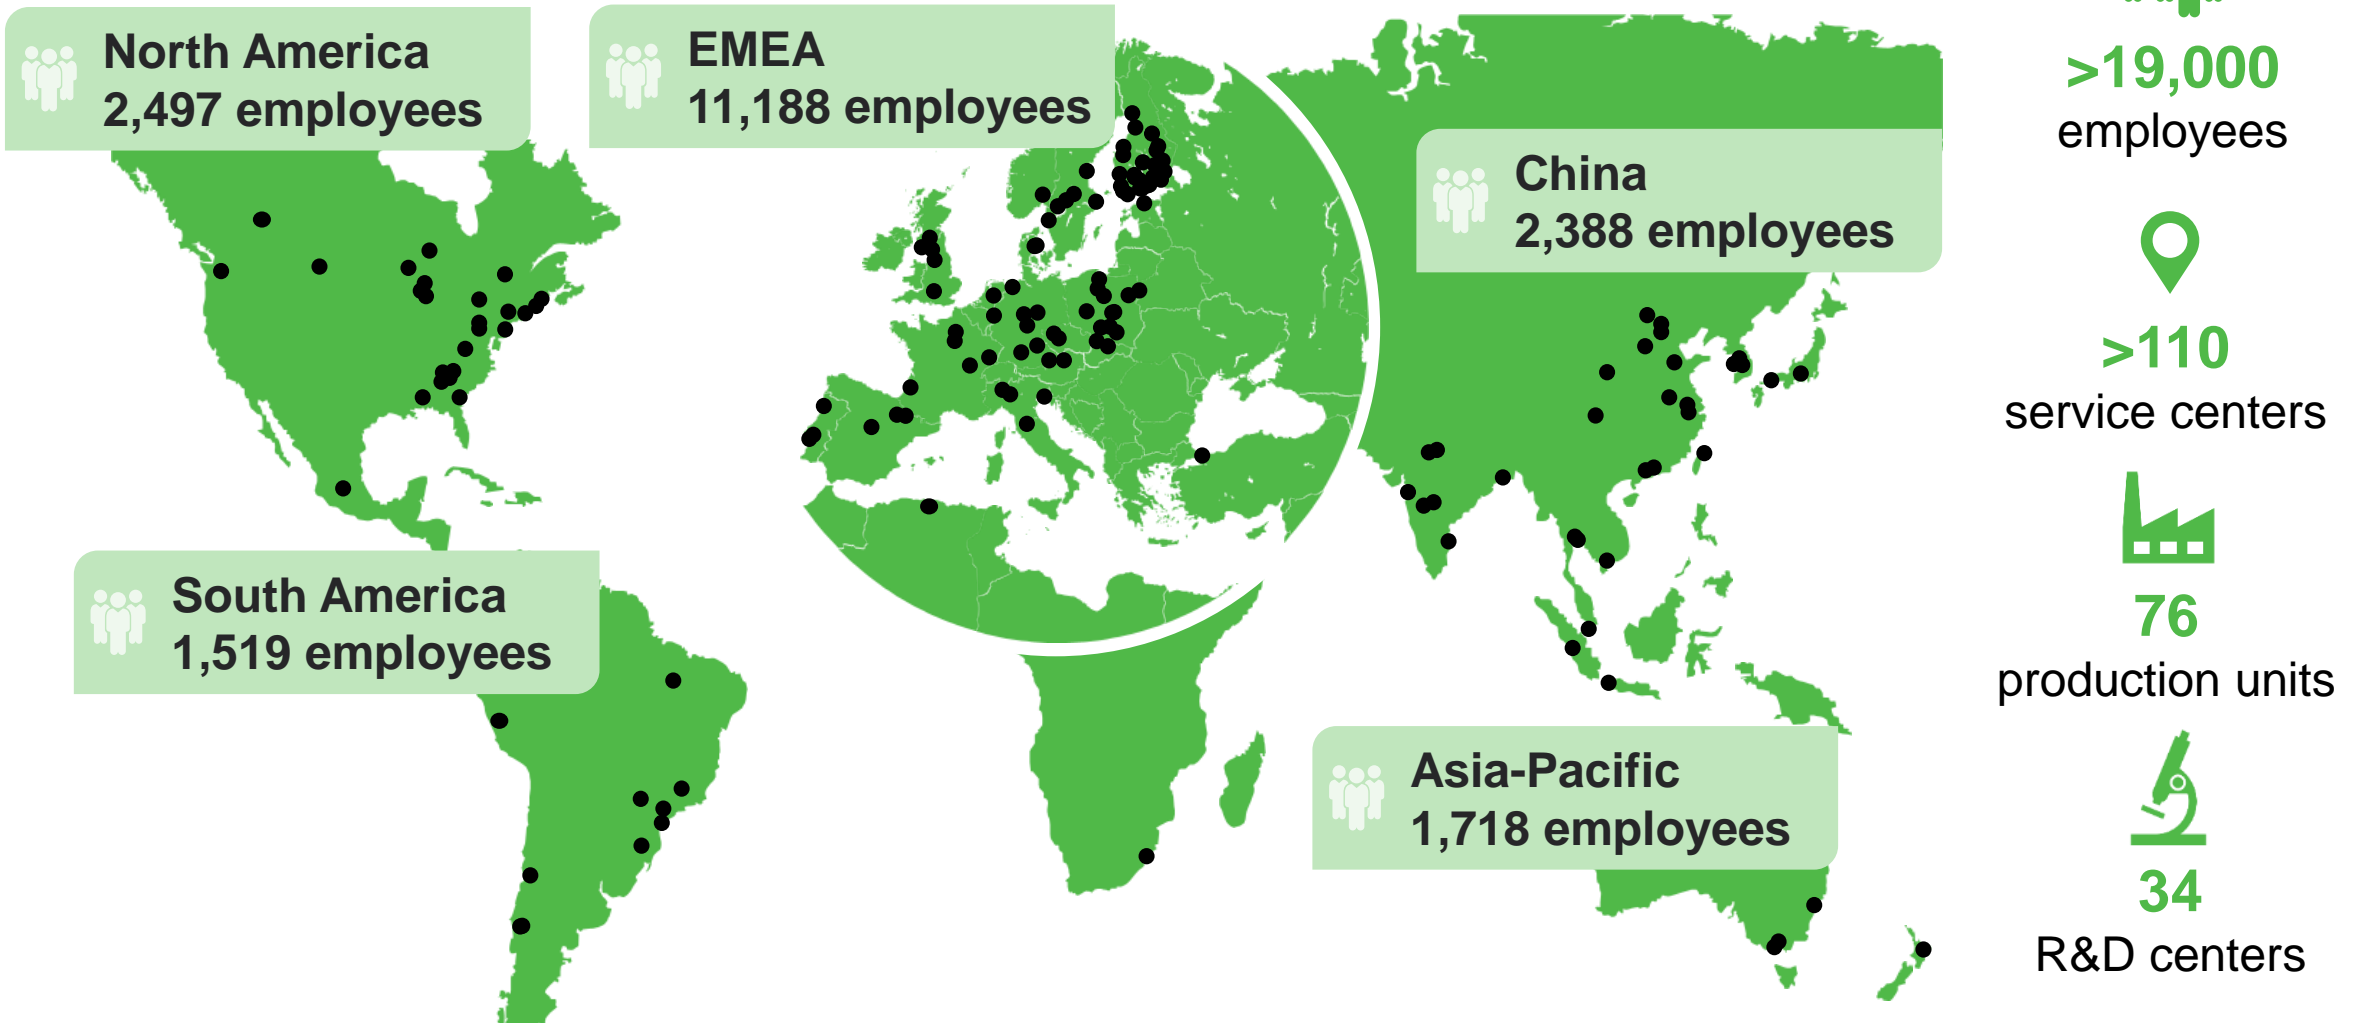 North America
2,497 employees
EMEA
11,188 employees
China
2,388 employees
South America
1,519 employees
Asia-Pacific
1,718 employees
>19,000
employees
>110
service centers
76
production units
34
R&D centers